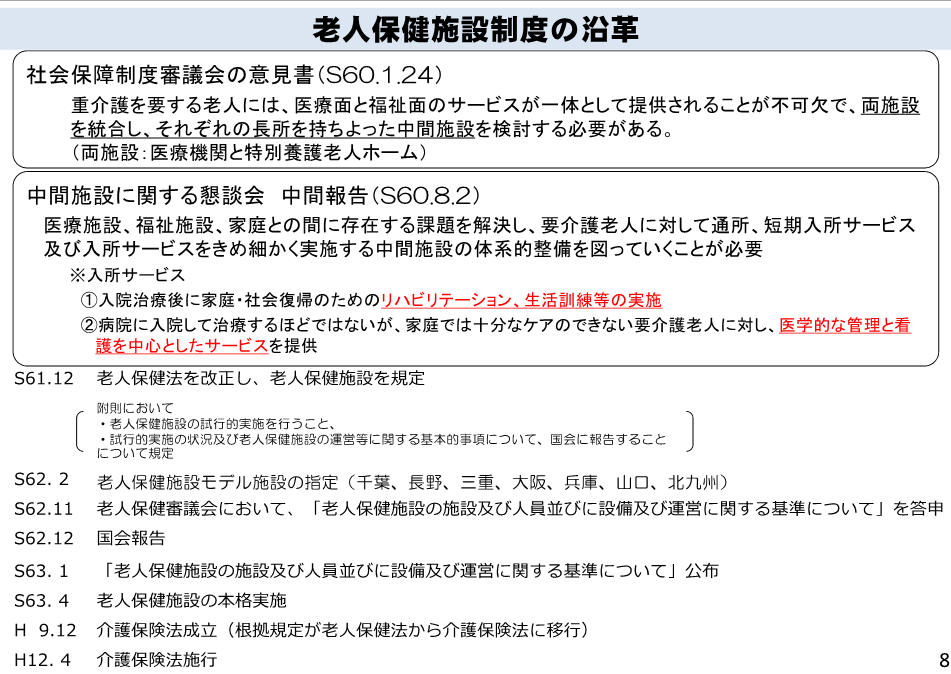 老人保健施設制度の沿革
社会保障制度審議会の意見書（S60.1.24）
重介護を要する老人には、医療面と福祉面のサービスが一体として提供されることが不可欠で、両施設
を統合し、それぞれの長所を持ちよった中間施設を検討する必要がある。
（両施設：医療機関と特別養護老人ホーム）
中間施設に関する懇談会　中間報告（S60.8.2）
医療施設、福祉施設、家庭との間に存在する課題を解決し、要介護老人に対して通所、短期入所サービス
及び入所サービスをきめ細かく実施する中間施設の体系的整備を図っていくことが必要
※入所サービス
①入院治療後に家庭・社会復帰のためのリハビリテーション、生活訓練等の実施
②病院に入院して治療するほどではないが、家庭では十分なケアのできない要介護老人に対し、医学的な管理と看
護を中心としたサービスを提供
S61.12　老人保健法を改正し、老人保健施設を規定
附則において
・老人保健施設の試行的実施を行うこと、
・試行的実施の状況及び老人保健施設の運営等に関する基本的事項について、国会に報告すること
について規定
S62. 2　老人保健施設モデル施設の指定（千葉、長野、三重、大阪、兵庫、山口、北九州）
S62.11　老人保健審議会において、「老人保健施設の施設及び人員並びに設備及び運営に関する基準について」を答申
S62.12　国会報告
S63. 1　「老人保健施設の施設及び人員並びに設備及び運営に関する基準について」公布
S63. 4　老人保健施設の本格実施
H 9.12　介護保険法成立（根拠規定が老人保健法から介護保険法に移行）
H12. 4　介護保険法施行
8